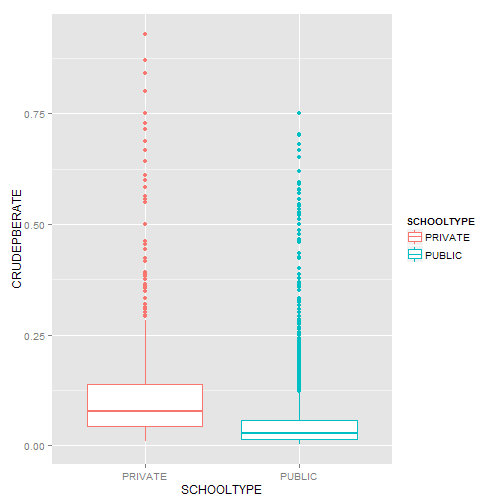 CRUDEPBERATE
0.75
0.50
0.25
0.00
PRIVATE
PUBLIC
SCHOOLTYPE
SCHOOLTYPE
PRIVATE
PUBLIC